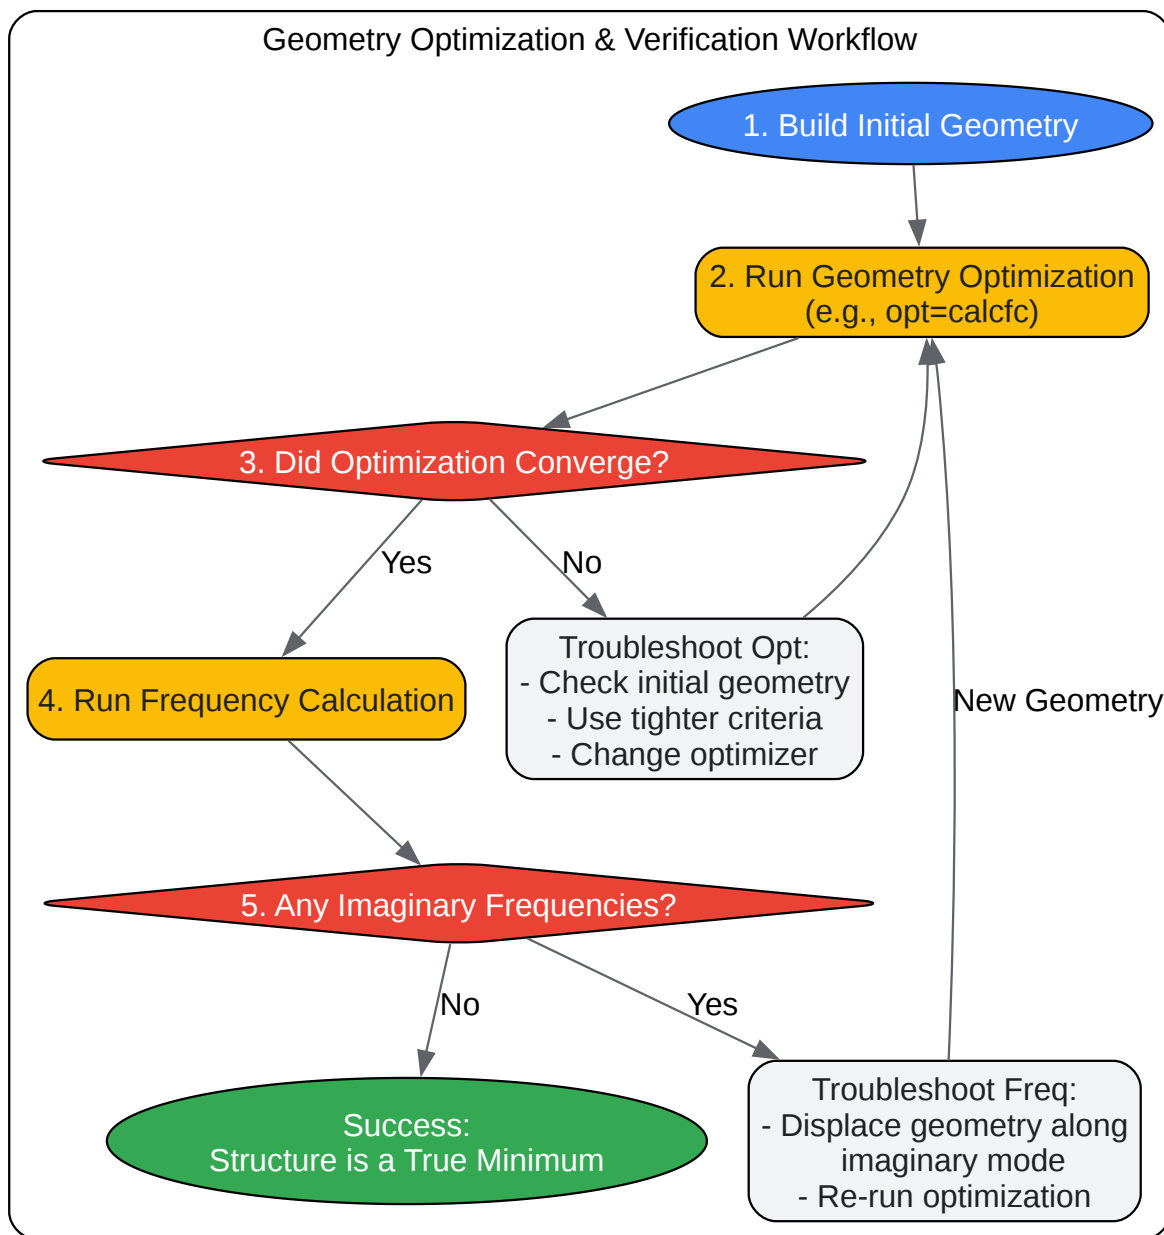 Geometry Optimization & Verification Workflow
1. Build Initial Geometry
2. Run Geometry Optimization
(e.g., opt=calcfc)
3. Did Optimization Converge?
Yes
No
Troubleshoot Opt:
- Check initial geometry
- Use tighter criteria
- Change optimizer
4. Run Frequency Calculation
New Geometry
5. Any Imaginary Frequencies?
No
Yes
Success:
Structure is a True Minimum
Troubleshoot Freq:
- Displace geometry along
imaginary mode
- Re-run optimization